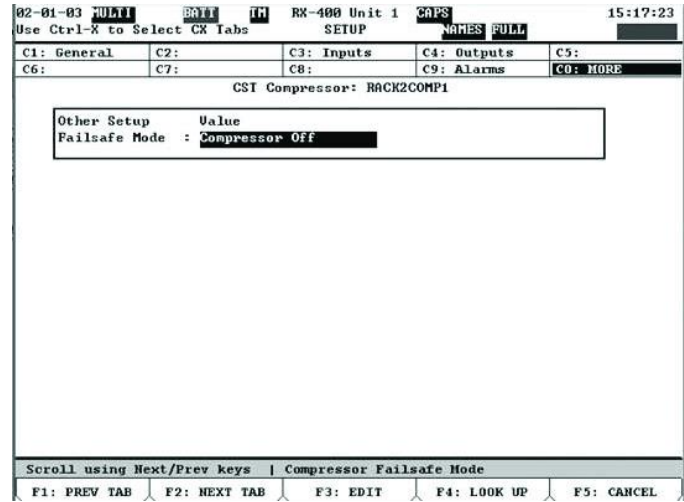 02-01-03 MULTI BATT TM RX-400 Unit 1 CAPS 15:17:23
Use Ctrl-X to Select CX Tabs SETUP NAMES FULL
C1: General C2: C3: Inputs C4: Outputs C5:
C6: C7: C8: C9: Alarms C0: MORE
CST Compressor: RACK2COMP1
Other Setup Value
Failsafe Mode : Compressor Off
Scroll using Next/Prev keys | Compressor Failsafe Mode
F1: PREV TAB F2: NEXT TAB F3: EDIT F4: LOOK UP F5: CANCEL